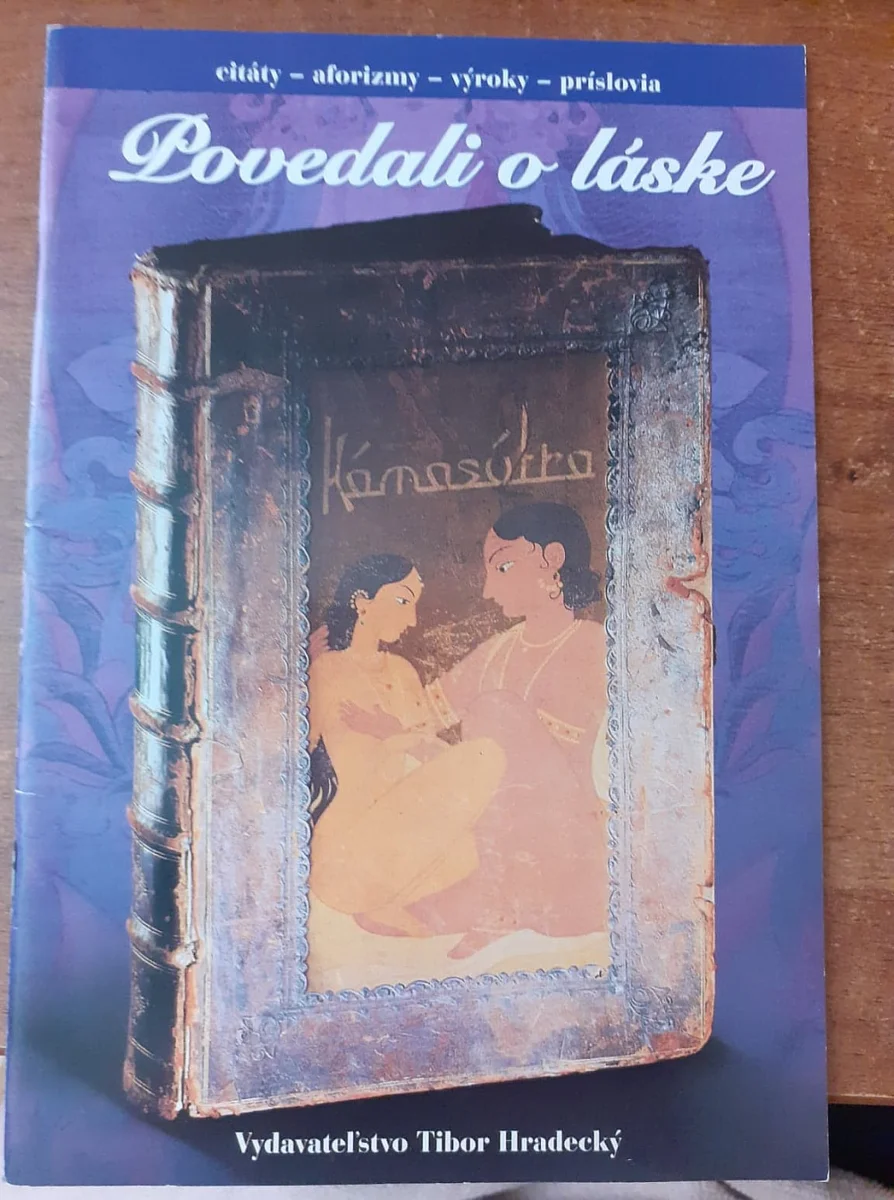 citáty – aforizmy – výroky – príslovia
Povedali o láske
Kámasútra
Vydavateľstvo Tibor Hradecký